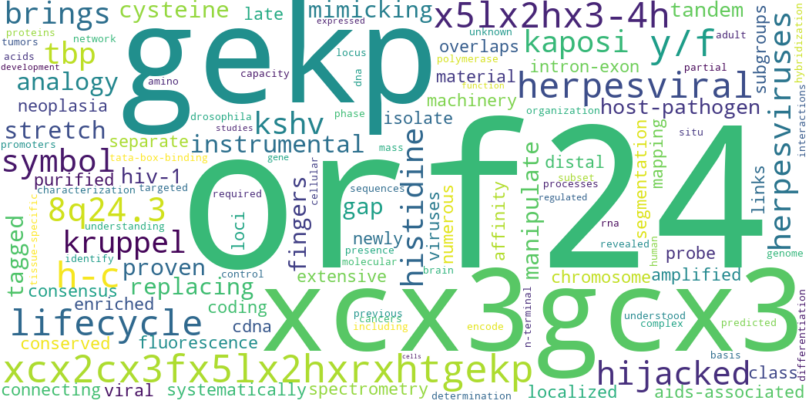 brings
cysteine
late
mimicking
x5lx2hx3-4h
tandem
expressed
unknown
adult
tumors
proteins
network
tbp
acids
development
analogy
neoplasia
gekp
amino
capacity
locus
dna
kaposi
y/f
overlaps
polymerase
intron-exon
partial
subgroups
herpesviruses
hybridization
interactions
material
function
machinery
organization
herpesviral
host-pathogen
stretch
promoters
drosophila
studies
phase
kshv
isolate
separate
tata-box-binding
instrumental
mass
gene
symbol
purified
hiv-1
characterization
targeted
required
cellular
sequences
histidine
orf24
situ
mapping
segmentation
human
distal
subset
processes
regulated
links
8q24.3
understanding
tissue-specific
tagged
kruppel
identify
loci
fingers
gap
viruses
numerous
affinity
manipulate
newly
presence
molecular
brain
rna
revealed
probe
genome
h-c
proven
replacing
control
extensive
chromosome
amplified
consensus
enriched
coding
cdna
fluorescence
conserved
lifecycle
xcx3
previous
cancers
including
encode
n-terminal
gcx3
understood
complex
predicted
basis
differentiation
cells
xcx2cx3fx5lx2hxrxhtgekp
hijacked
class
connecting
viral
systematically
spectrometry
determination
localized
aids-associated